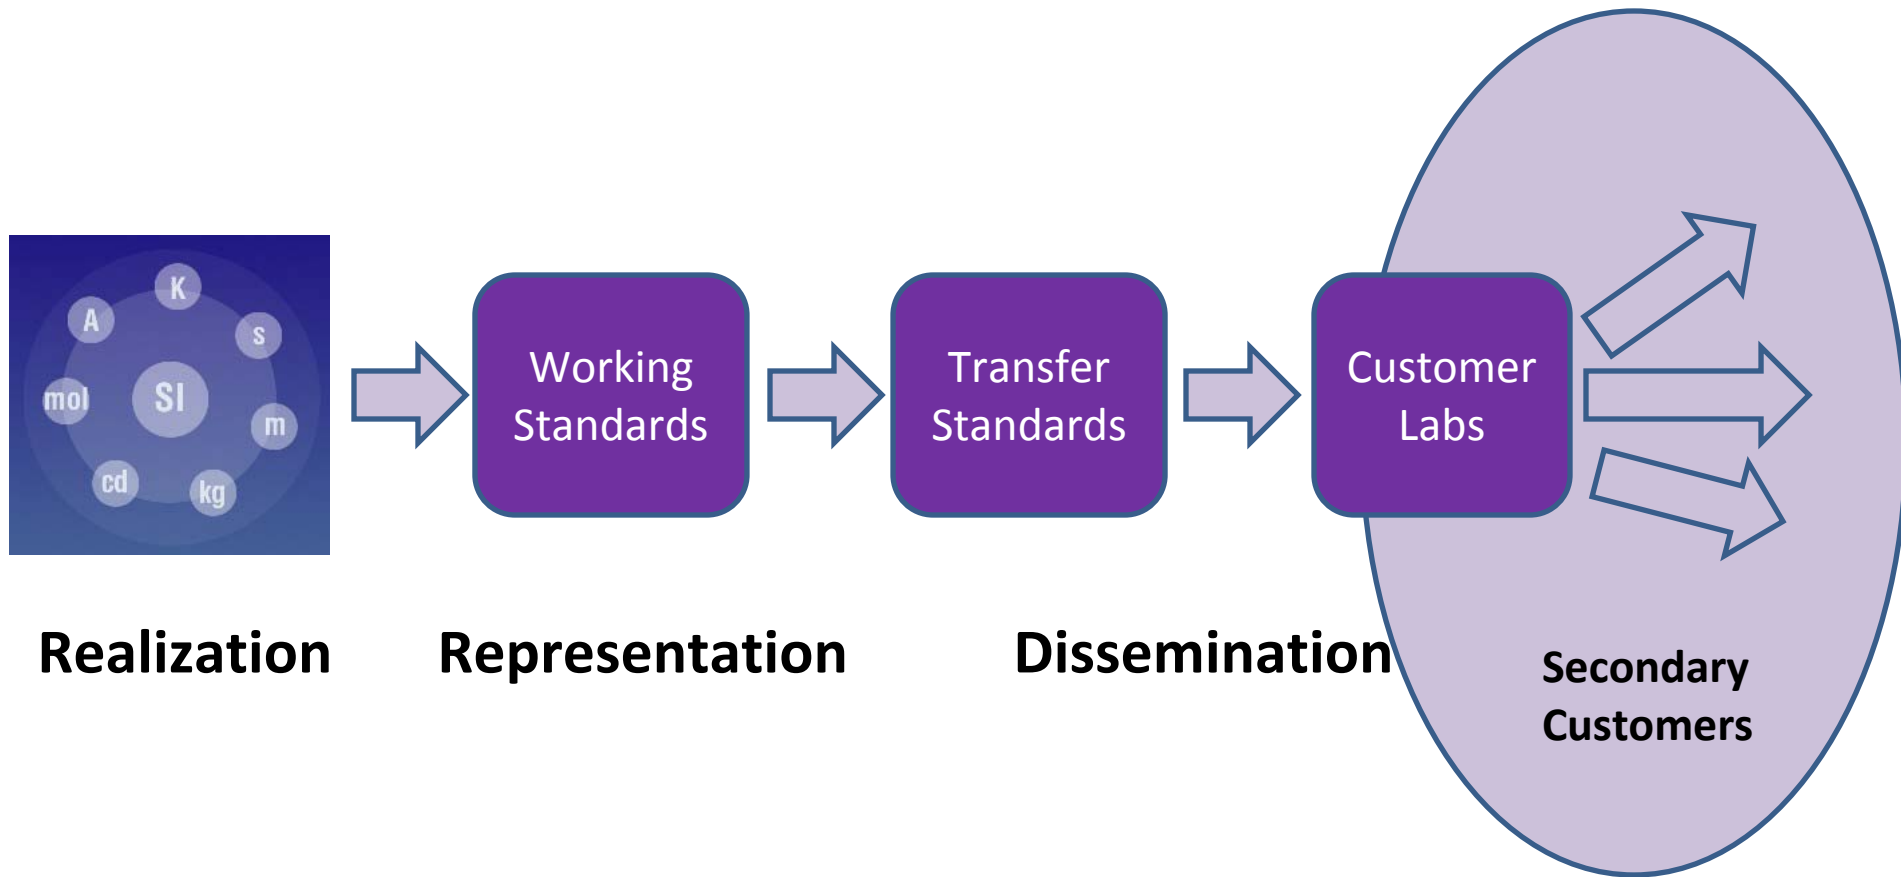 K
A
s
mol
SI
m
cd
kg
Working
Standards
Transfer
Standards
Customer
Labs
Realization
Representation
Dissemination
Secondary
Customers